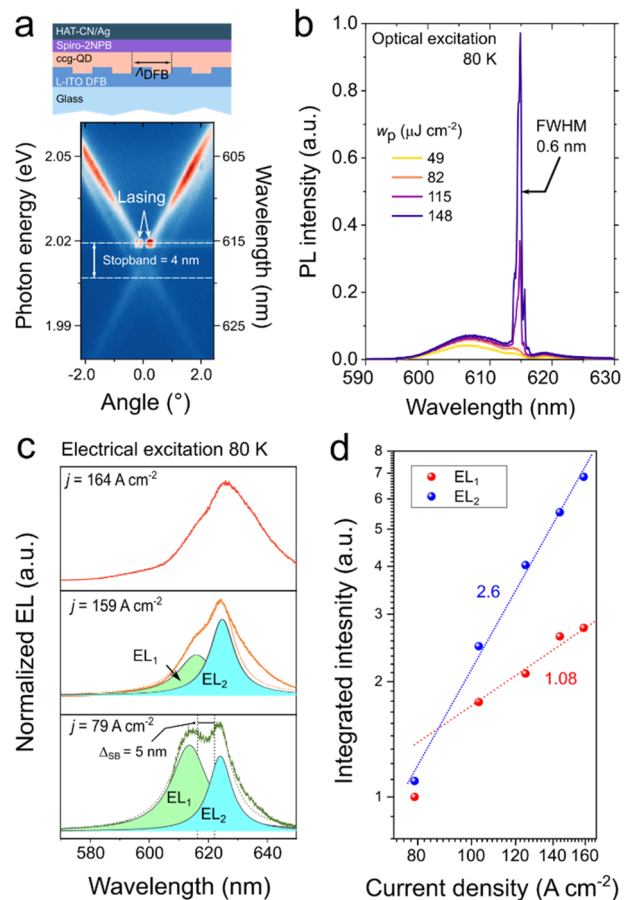 a
HAT-CN/Ag
Spiro-2NPB
ccg-QD
ΛDFB
L-ITO DFB
Glass
Photon energy (eV)
2.05
2.02
1.99
Lasing
Stopband = 4 nm
605
615
625
Wavelength (nm)
-2.0
0.0
2.0
Angle (°)
b
Optical excitation
80 K
wp (μJ cm-2)
49
82
115
148
FWHM
0.6 nm
PL intensity (a.u.)
1.0
0.8
0.6
0.4
0.2
0.0
590
600
610
620
630
Wavelength (nm)
c
Electrical excitation 80 K
j = 164 A cm-2
j = 159 A cm-2
EL1
EL2
j = 79 A cm-2
ΔSB = 5 nm
EL1
EL2
Normalized EL (a.u.)
580
600
620
640
Wavelength (nm)
d
EL1
EL2
2.6
1.08
Integrated intesnity (a.u.)
8
7
6
5
4
3
2
1
80
100
120
140
160
Current density (A cm-2)